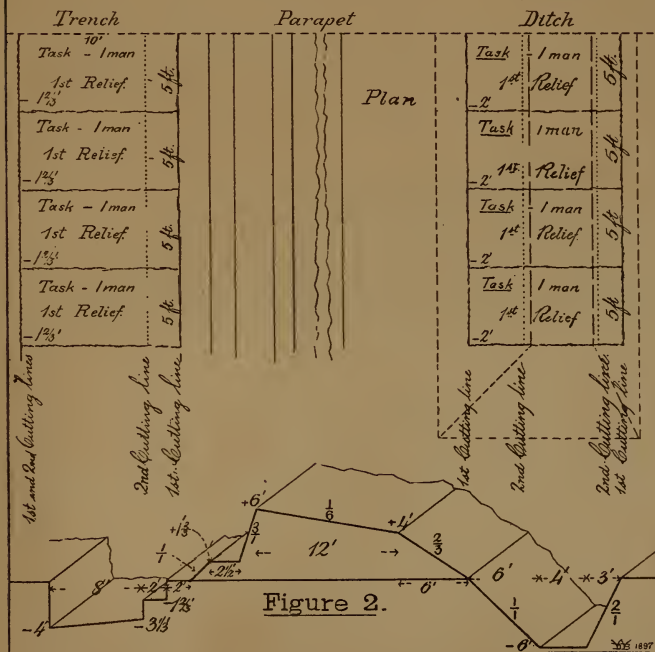 Trench Parapet Ditch
10'
Task - 1 man
1st Relief.
- 1⅔'
5 ft.
Task - 1 man
1st Relief.
- 1⅔'
5 ft.
Task - 1 man
1st Relief.
- 1⅔'
5 ft.
Task - 1 man
1st Relief.
- 1⅔'
5 ft.
Plan
Task - 1 man
1st Relief
- 2'
5 ft.
Task 1 man
1st Relief
- 2'
5 ft.
Task - 1 man
1st Relief
- 2'
5 ft.
Task - 1 man
1st Relief
- 2'
5 ft.
1st and 2nd Cutting lines
2nd Cutting line
1st Cutting line
1st Cutting line
2nd Cutting line
2nd Cutting line.
1st Cutting line
+6'
1/6
+4'
+1⅓
3/1
2/3
1/1
12'
2½'
8' 2' 2'
6' 6' 4' 3'
1⅔'
-4'
-3⅓'
1/1
2/1
-6'
Figure 2.
1897